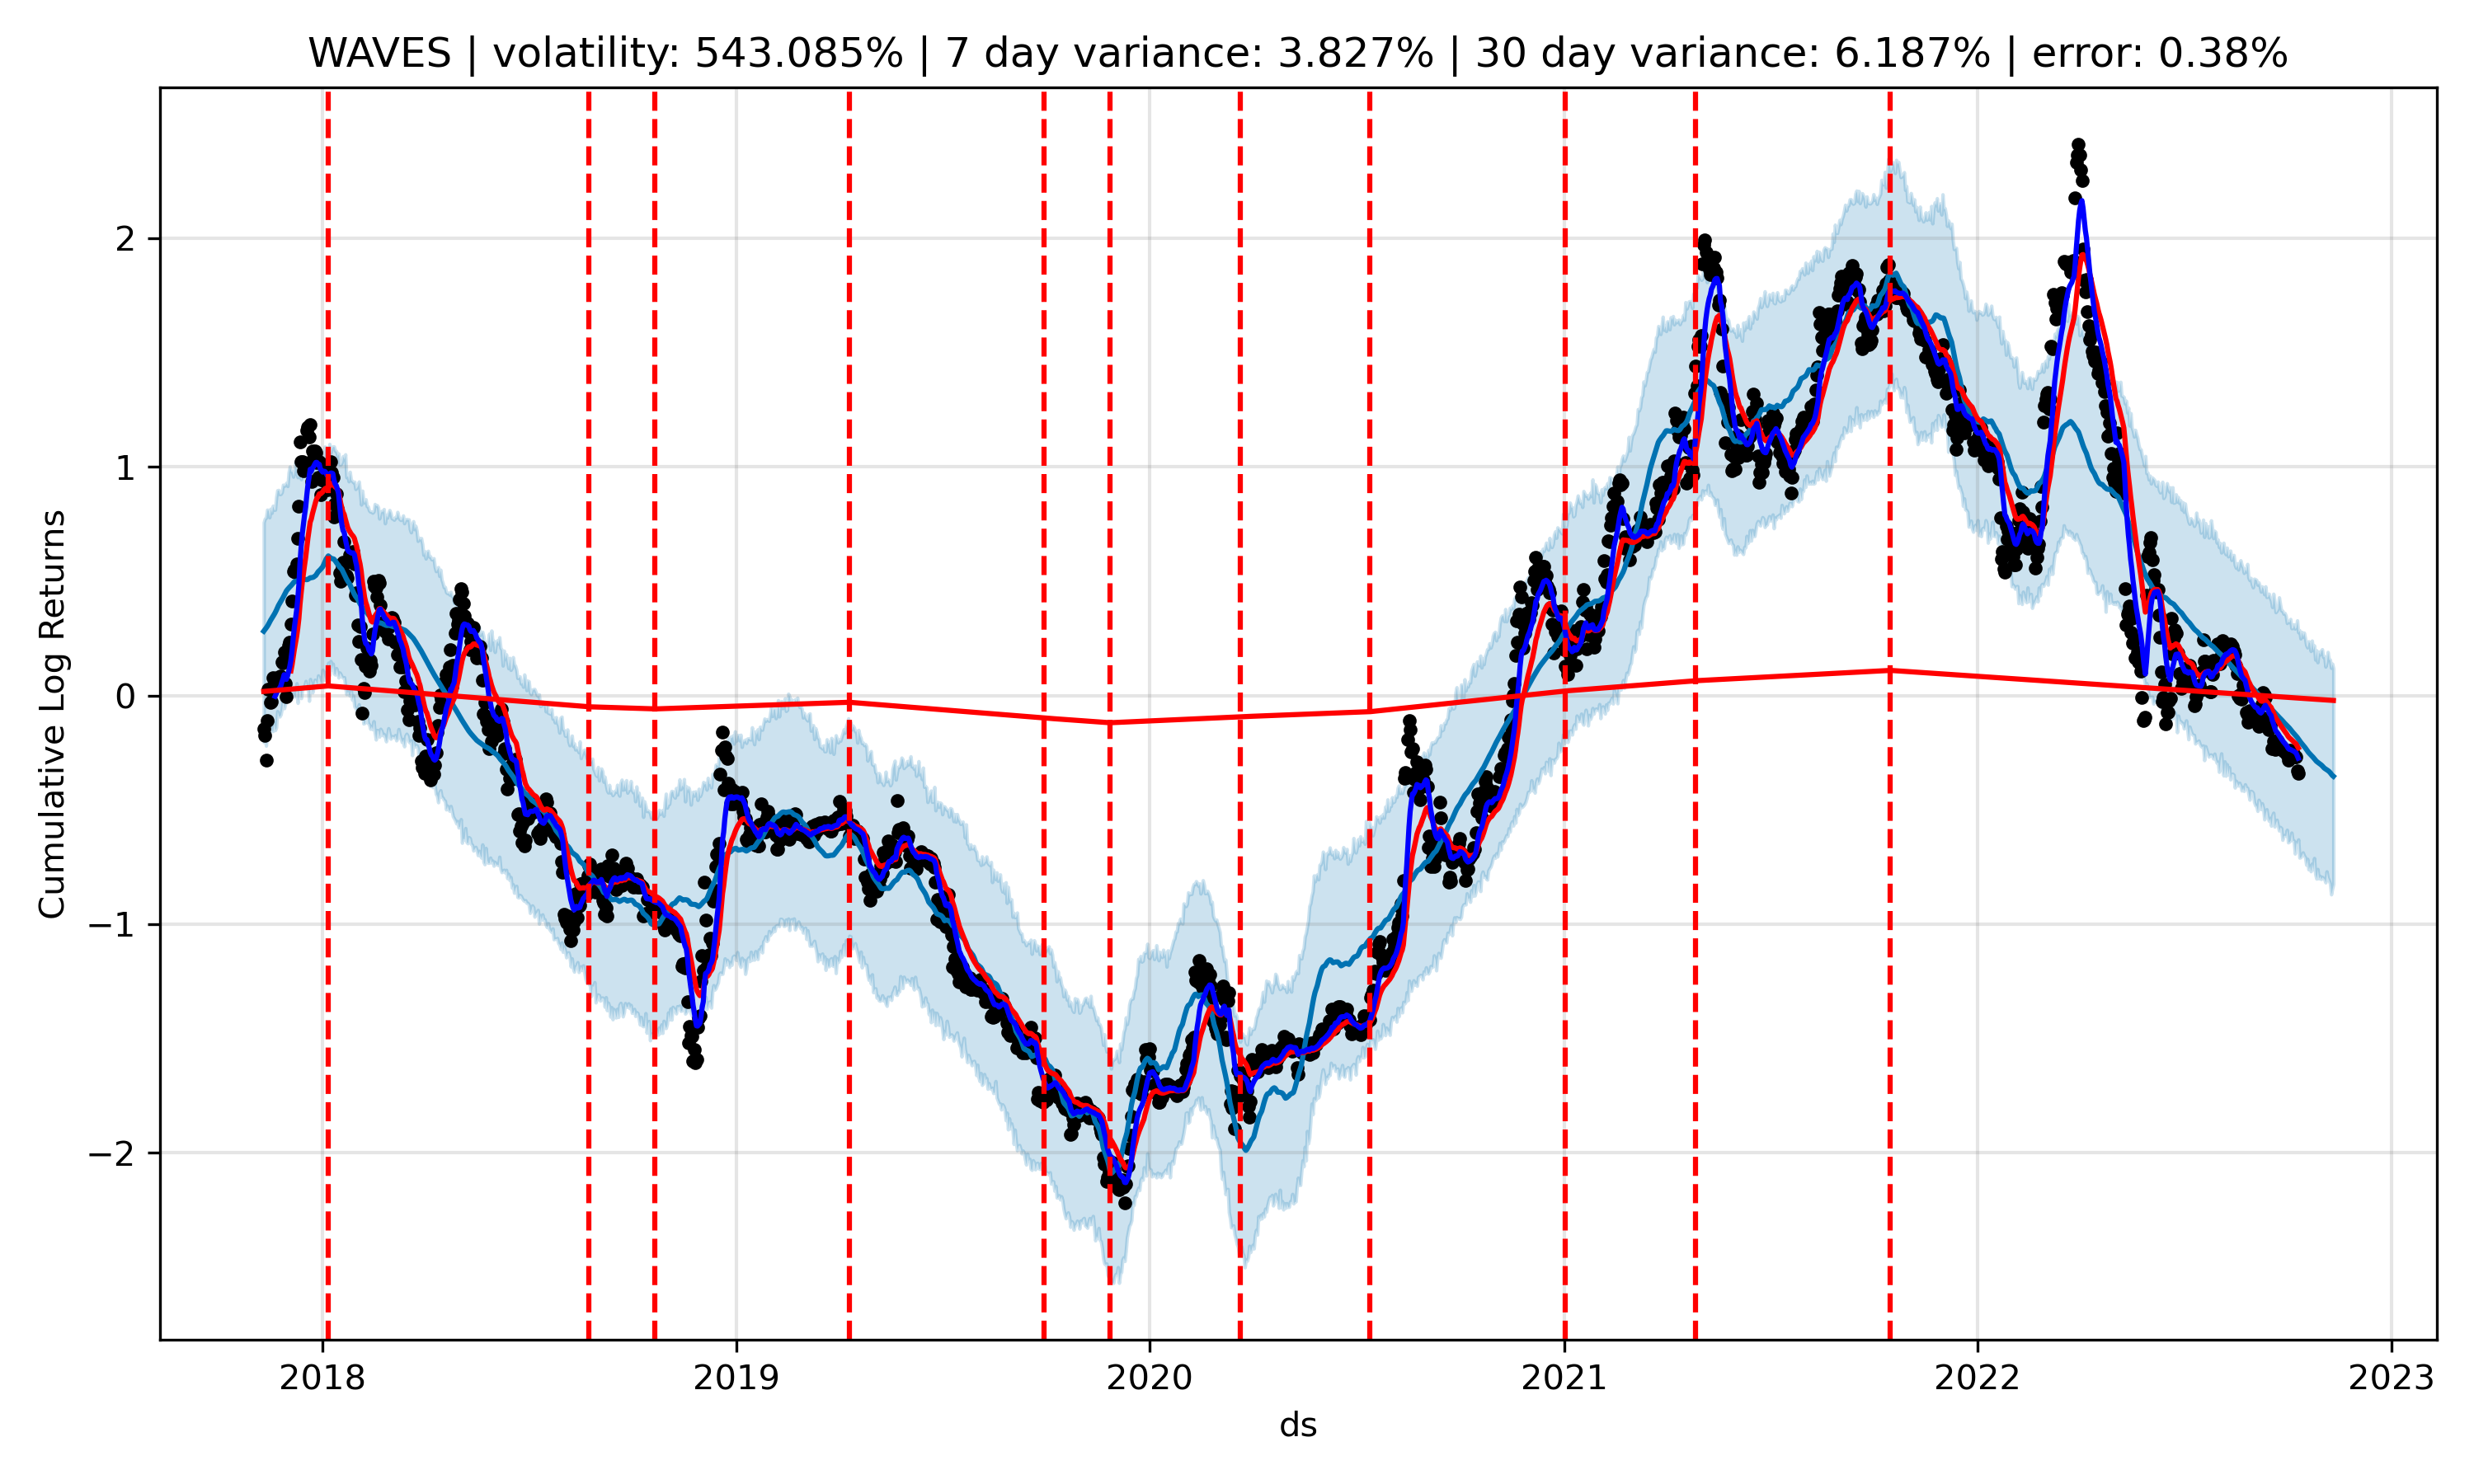 WAVES | volatility: 543.085% | 7 day variance: 3.827% | 30 day variance: 6.187% | error: 0.38%
Cumulative Log Returns
2
1
0
−1
−2
2018 2019 2020 2021 2022 2023
ds